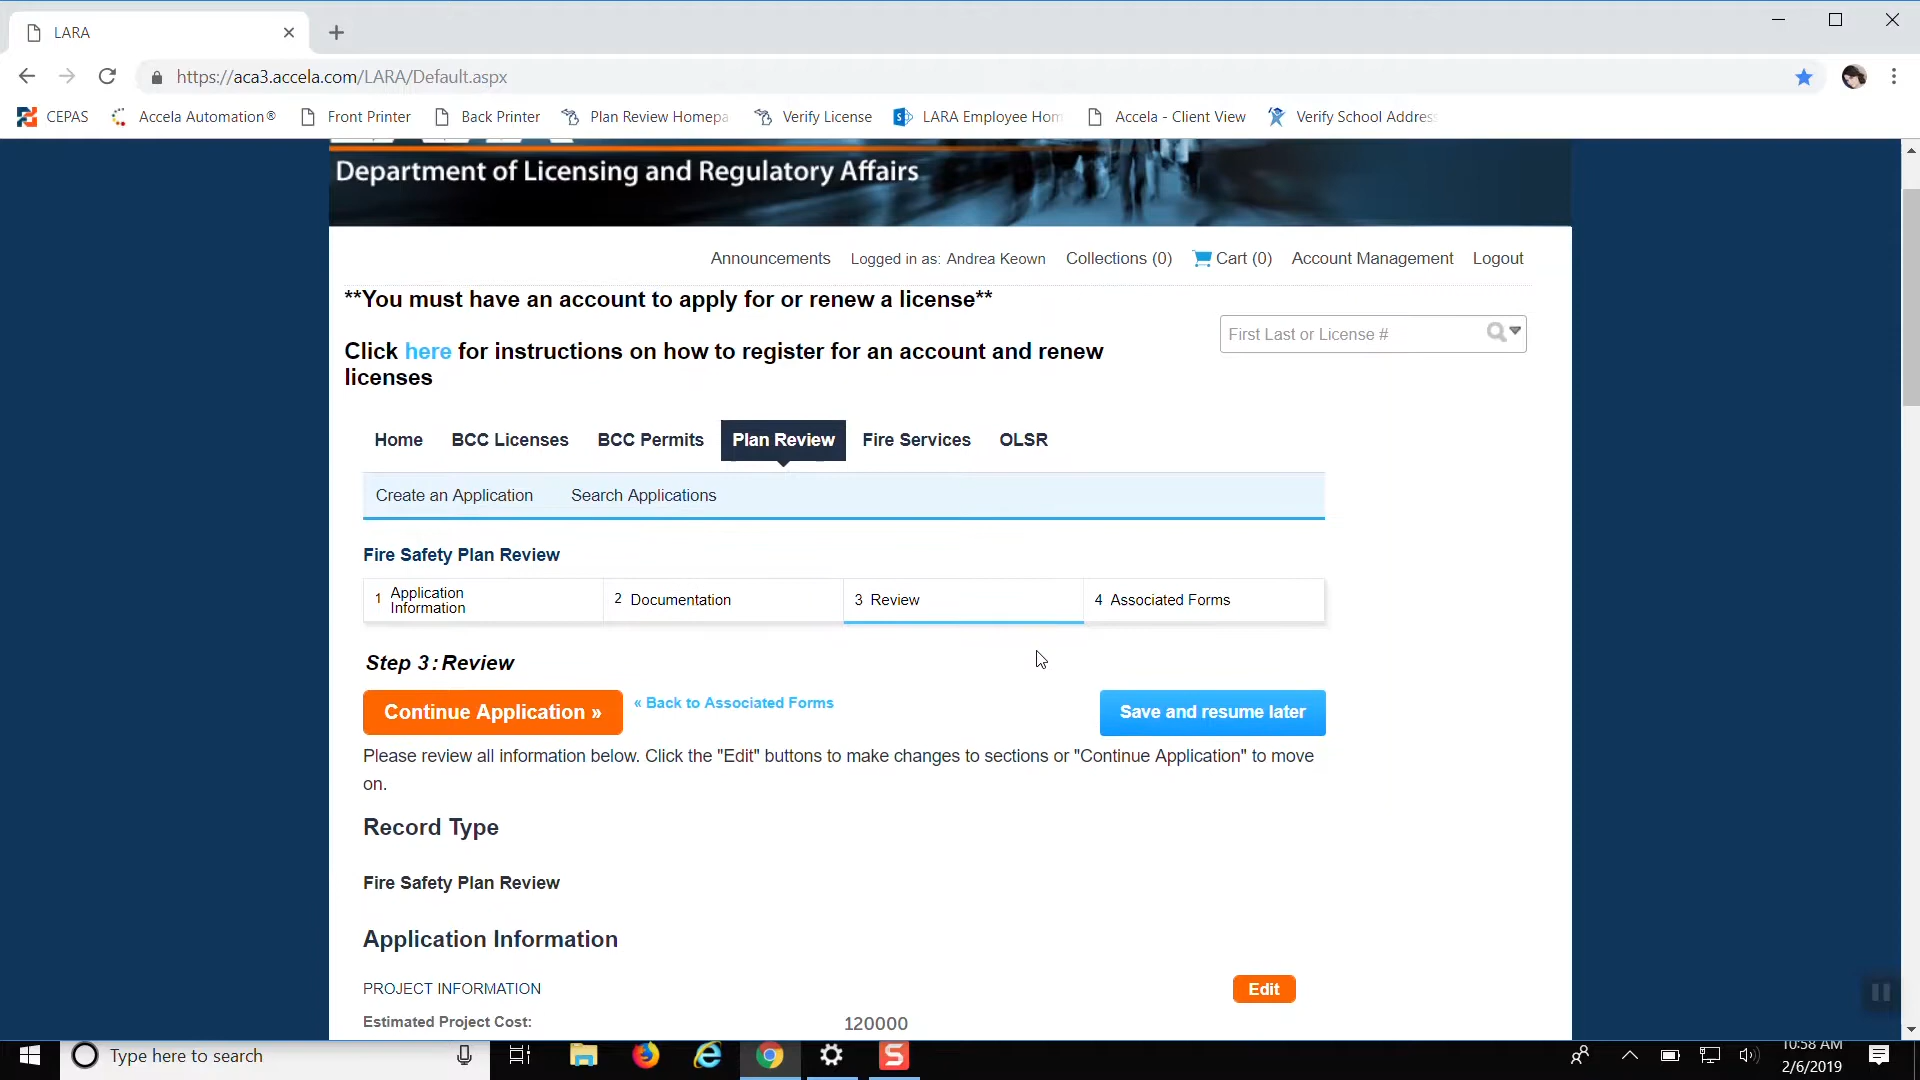 LARA
https://aca3.accela.com/LARA/Default.aspx
CEPAS
Accela Automation®
Front Printer
Back Printer
Plan Review Homepa
Verify License
LARA Employee Hom
Accela - Client View
Verify School Address
Department of Licensing and Regulatory Affairs
Announcements
Logged in as: Andrea Keown
Collections (0)
Cart (0)
Account Management
Logout
**You must have an account to apply for or renew a license**
First Last or License #
Click here for instructions on how to register for an account and renew
licenses
Home
BCC Licenses
BCC Permits
Plan Review
Fire Services
OLSR
Create an Application
Search Applications
Fire Safety Plan Review
1 Application
Information
2 Documentation
3 Review
4 Associated Forms
Step 3: Review
Continue Application »
« Back to Associated Forms
Save and resume later
Please review all information below. Click the "Edit" buttons to make changes to sections or "Continue Application" to move
on.
Record Type
Fire Safety Plan Review
Application Information
PROJECT INFORMATION
Edit
Estimated Project Cost:
120000
Type here to search
10:58 AM
2/6/2019